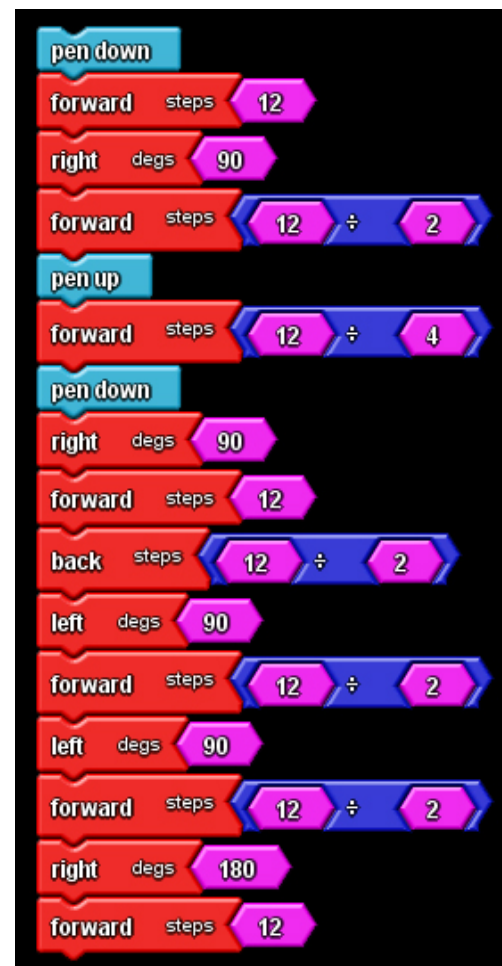 pen down
forward steps 12
right degs 90
forward steps 12 ÷ 2
pen up
forward steps 12 ÷ 4
pen down
right degs 90
forward steps 12
back steps 12 ÷ 2
left degs 90
forward steps 12 ÷ 2
left degs 90
forward steps 12 ÷ 2
right degs 180
forward steps 12